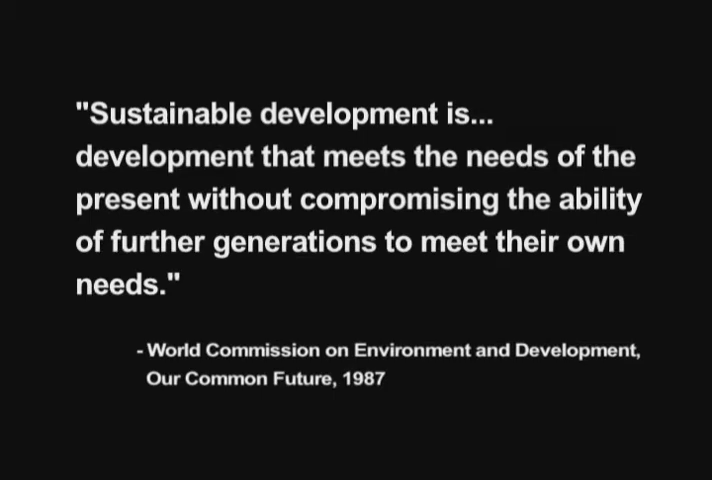 "Sustainable development is...
development that meets the needs of the
present without compromising the ability
of further generations to meet their own
needs."
- World Commission on Environment and Development,
Our Common Future, 1987